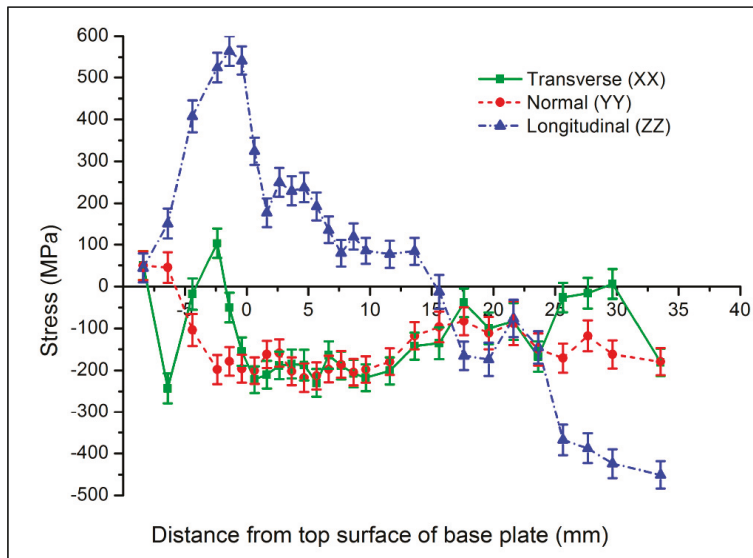 600
500
400
300
200
100
0
-100
-200
-300
-400
-500
-5 0 5 10 15 20 25 30 35 40
Stress (MPa)
Transverse (XX)
Normal (YY)
Longitudinal (ZZ)
Distance from top surface of base plate (mm)